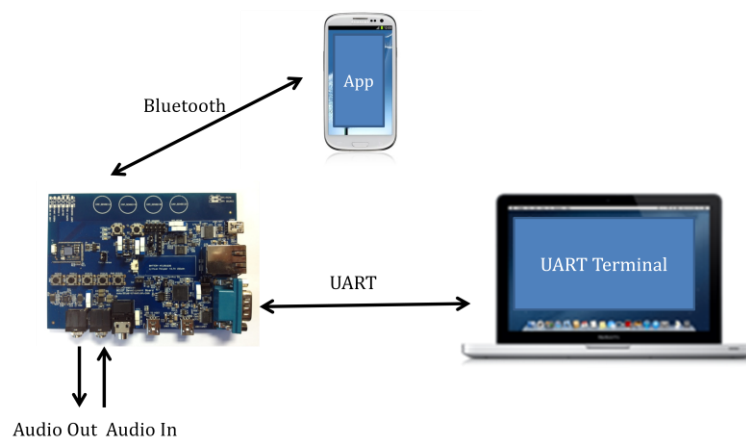 App
Bluetooth
UART Terminal
UART
Audio Out Audio In